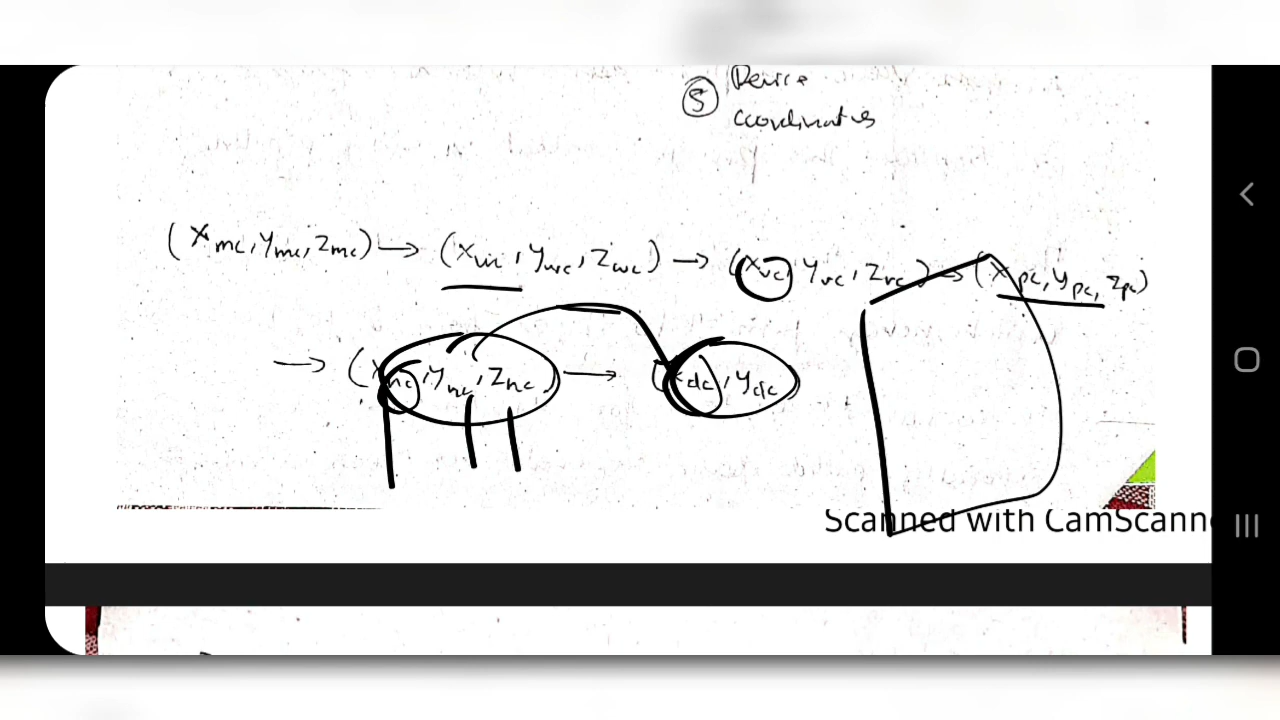 ⑤ Device
coordinates
(xmc, ymc, zmc) → (xwc, ywc, zwc) → (xvc, yvc, zvc) → (xpc, ypc, zpc)
→ (xnc, ync, znc) → (xdc, ydc)
Scanned with CamScann